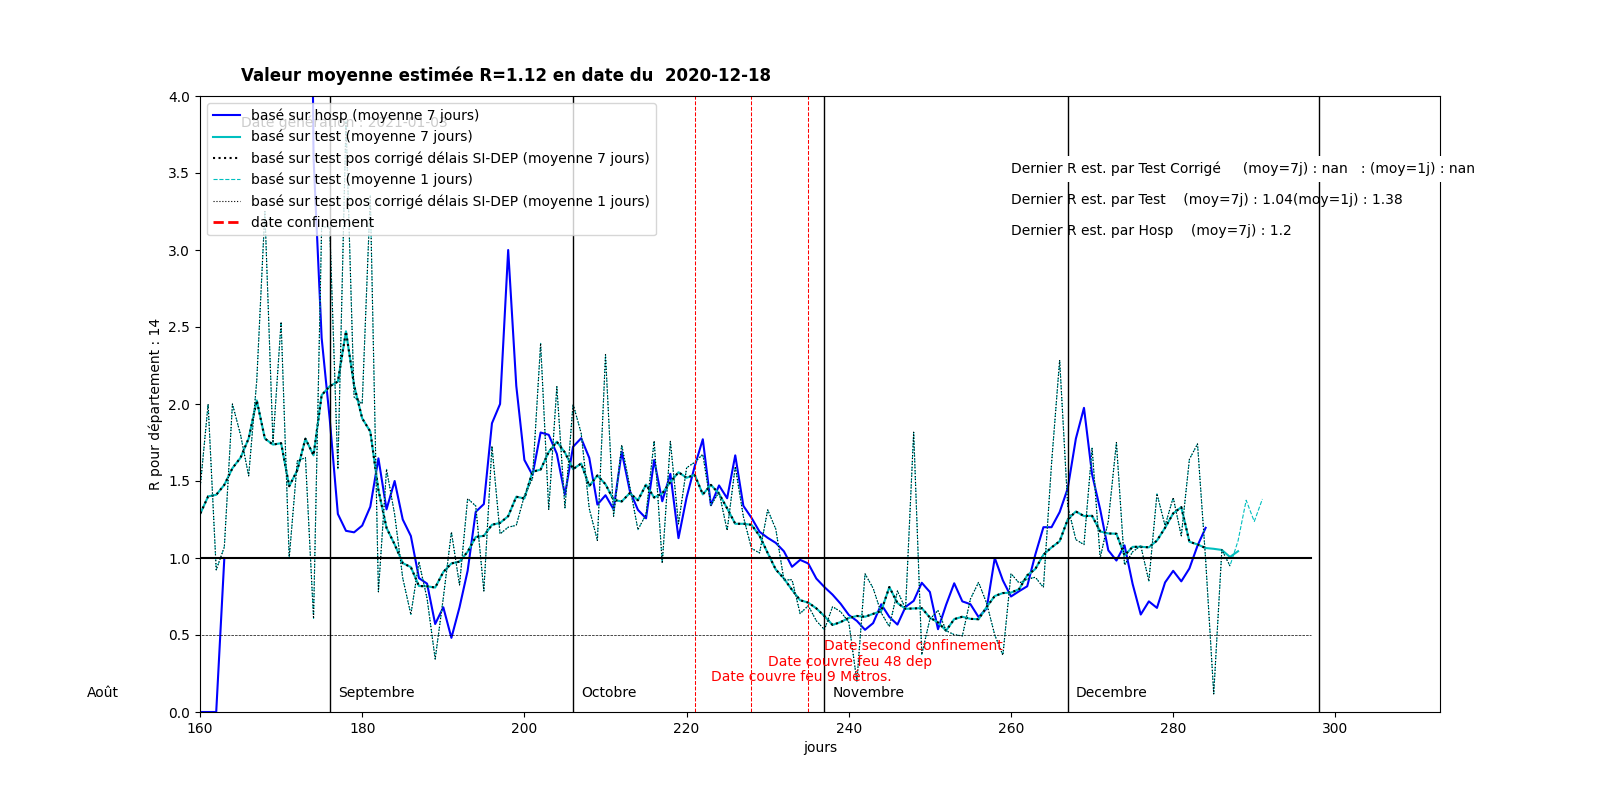 Valeur moyenne estimée R=1.12 en date du  2020-12-18
Date génération : 2021-01-03
basé sur hosp (moyenne 7 jours)
basé sur test (moyenne 7 jours)
basé sur test pos corrigé délais SI-DEP (moyenne 7 jours)
basé sur test (moyenne 1 jours)
basé sur test pos corrigé délais SI-DEP (moyenne 1 jours)
date confinement
Dernier R est. par Test Corrigé     (moy=7j) : nan   : (moy=1j) : nan
Dernier R est. par Test    (moy=7j) : 1.04(moy=1j) : 1.38
Dernier R est. par Hosp    (moy=7j) : 1.2
4.0
3.5
3.0
2.5
2.0
1.5
1.0
0.5
0.0
R pour département : 14
Date second confinement
Date couvre feu 48 dep
Date couvre feu 9 Métros.
Août
Septembre
Octobre
Novembre
Decembre
160
180
200
220
240
260
280
300
jours